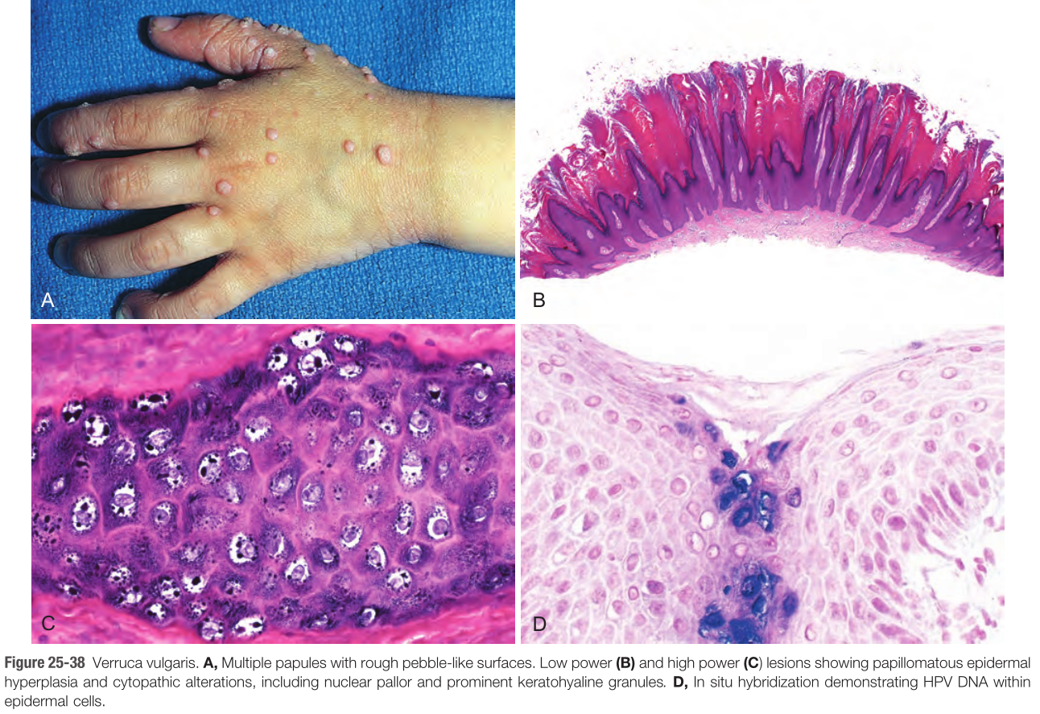 A
B
C
D
Figure 25-38 Verruca vulgaris. A, Multiple papules with rough pebble-like surfaces. Low power (B) and high power (C) lesions showing papillomatous epidermal
hyperplasia and cytopathic alterations, including nuclear pallor and prominent keratohyaline granules. D, In situ hybridization demonstrating HPV DNA within
epidermal cells.